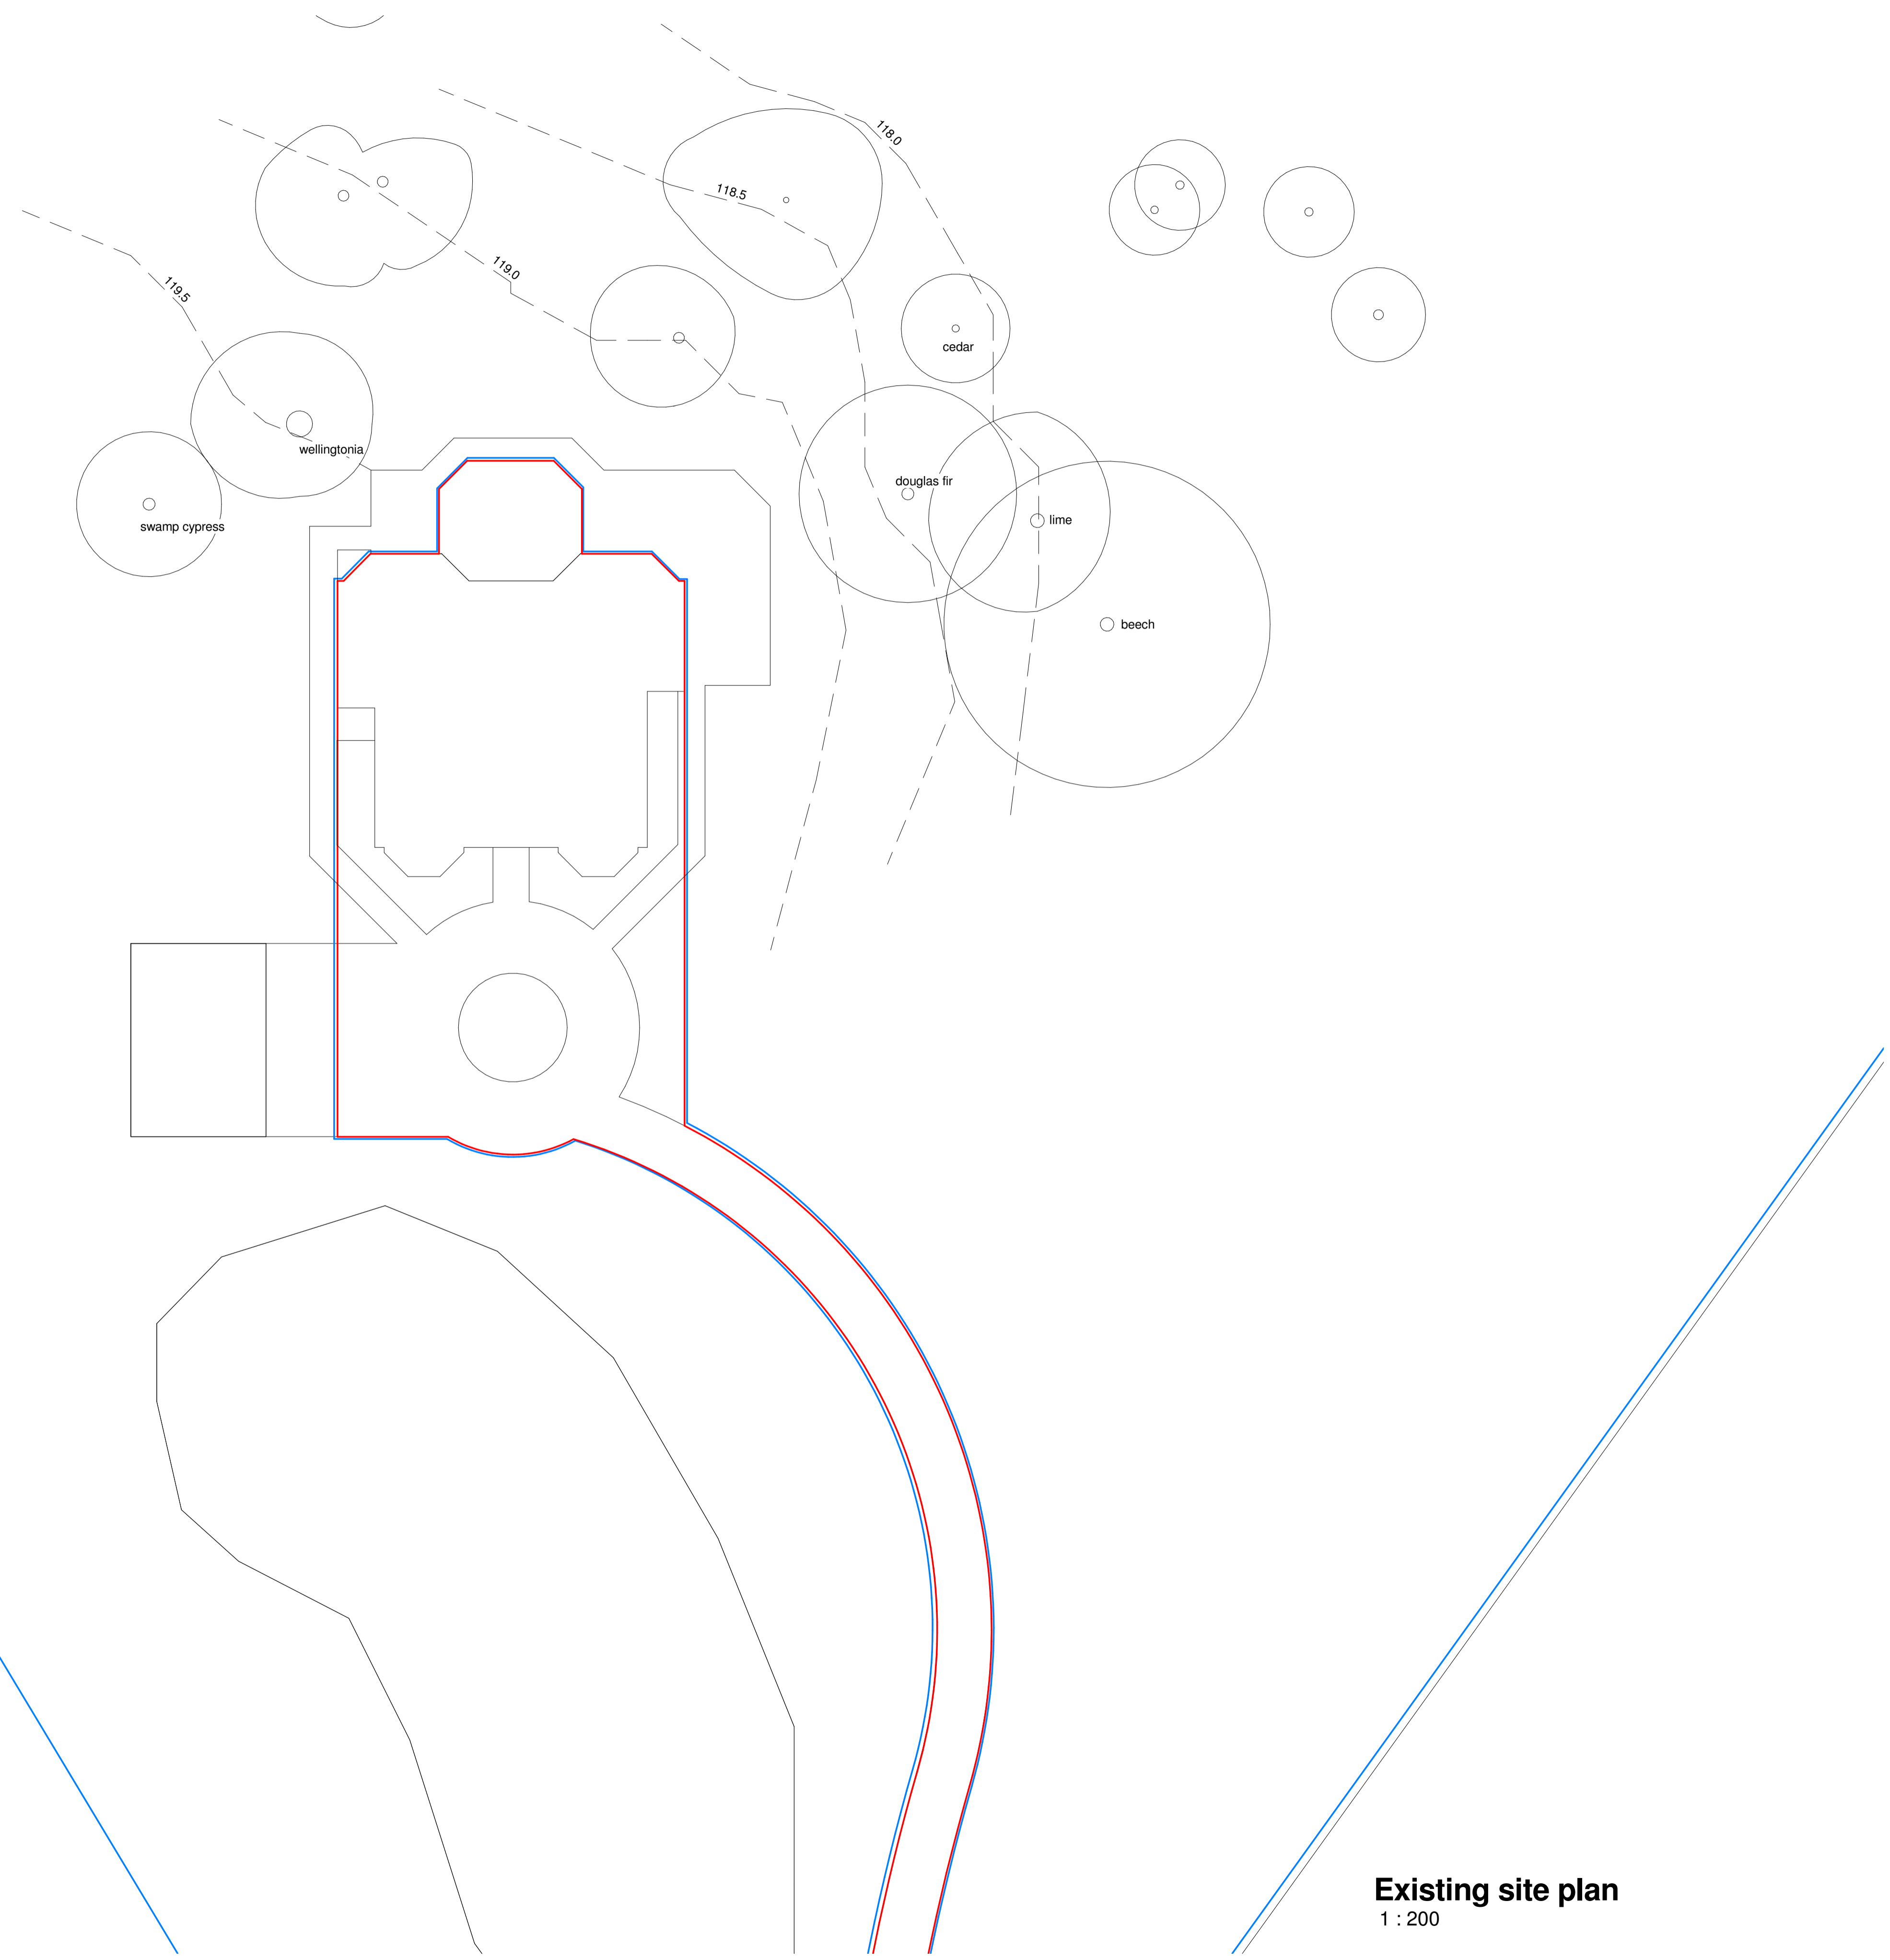 118.0
118.5
119.0
119.5
cedar
wellingtonia
douglas fir
lime
swamp cypress
beech
Existing site plan
1 : 200